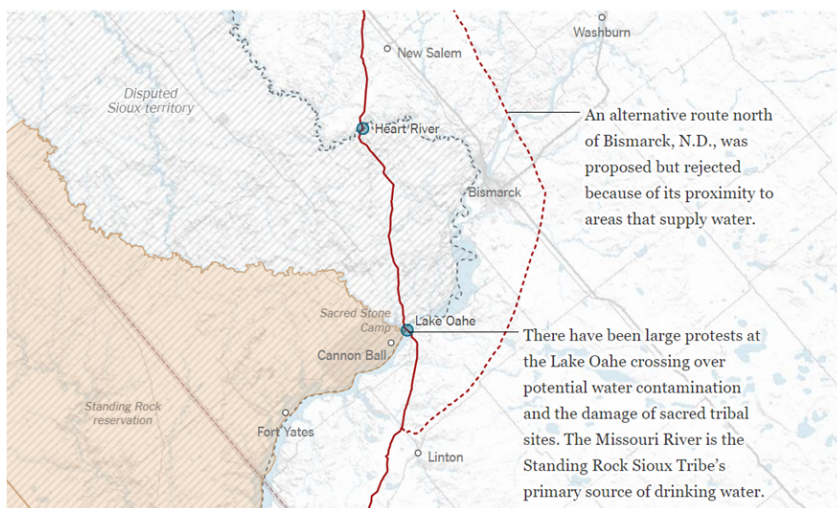 Washburn
New Salem
Disputed
Sioux territory
An alternative route north
of Bismarck, N.D., was
proposed but rejected
because of its proximity to
areas that supply water.
Heart River
Bismarck
Sacred Stone
Camp
Lake Oahe
Cannon Ball
There have been large protests at
the Lake Oahe crossing over
potential water contamination
and the damage of sacred tribal
sites. The Missouri River is the
Standing Rock Sioux Tribe’s
primary source of drinking water.
Standing Rock
reservation
Fort Yates
Linton